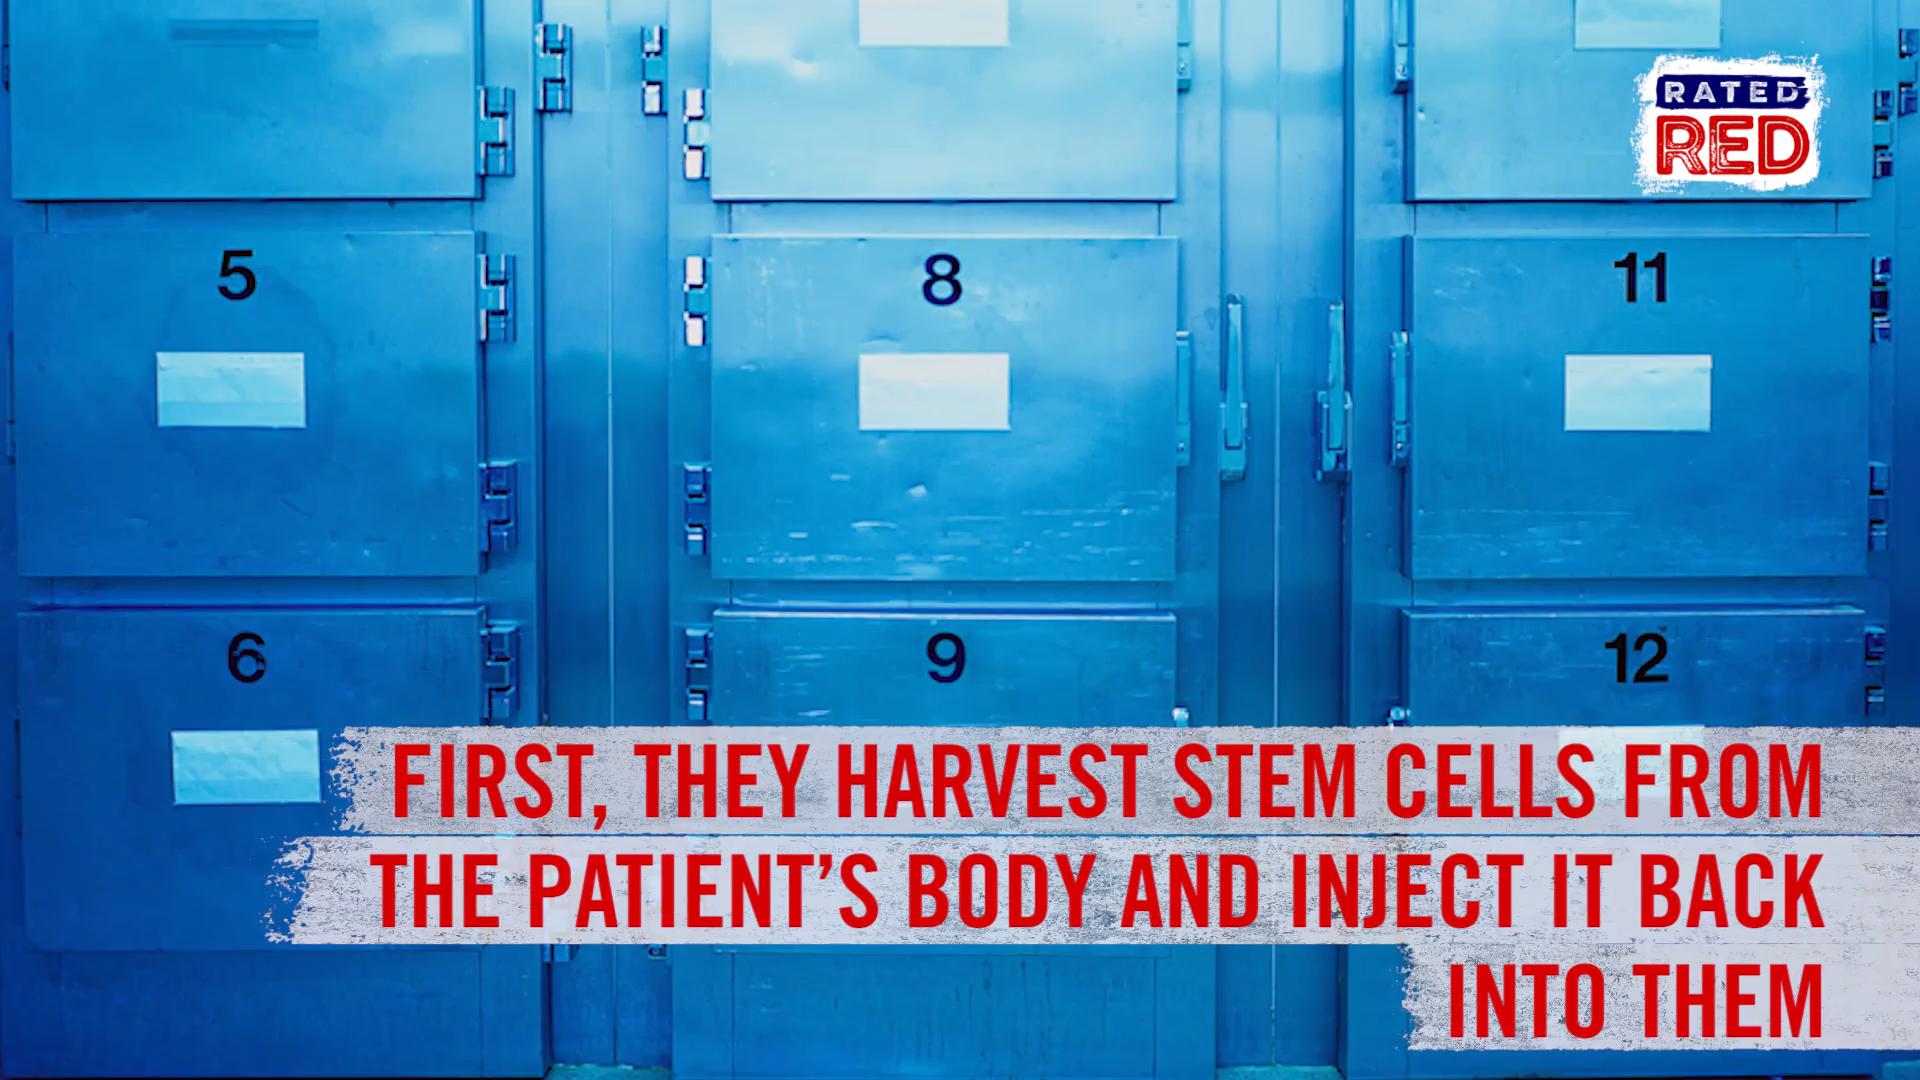 RATED
RED
5
8
11
6
9
12
FIRST, THEY HARVEST STEM CELLS FROM
THE PATIENT’S BODY AND INJECT IT BACK
INTO THEM